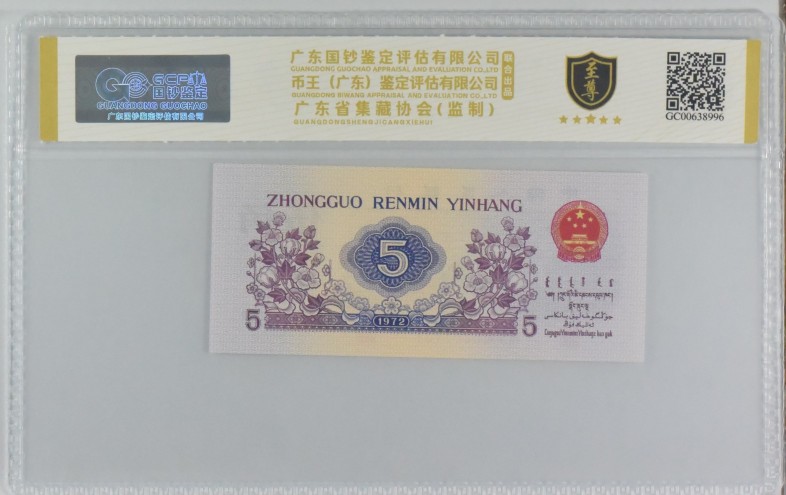 GCF
国钞鉴定
GUANGDONG GUOCHAO
广东国钞鉴定评估有限公司
广东国钞鉴定评估有限公司
GUANGDONG GUOCHAO APPRAISAL AND EVALUATION CO.,LTD
币王（广东）鉴定评估有限公司
GUANGDONG BIWANG APPRAISAL AND EVALUATION CO.,LTD
广东省集藏协会(监制)
GUANGDONGSHENGJICANGXIEHUI
联合出品
至尊
GC00638996
ZHONGGUO RENMIN YINHANG
5
5
1972
5